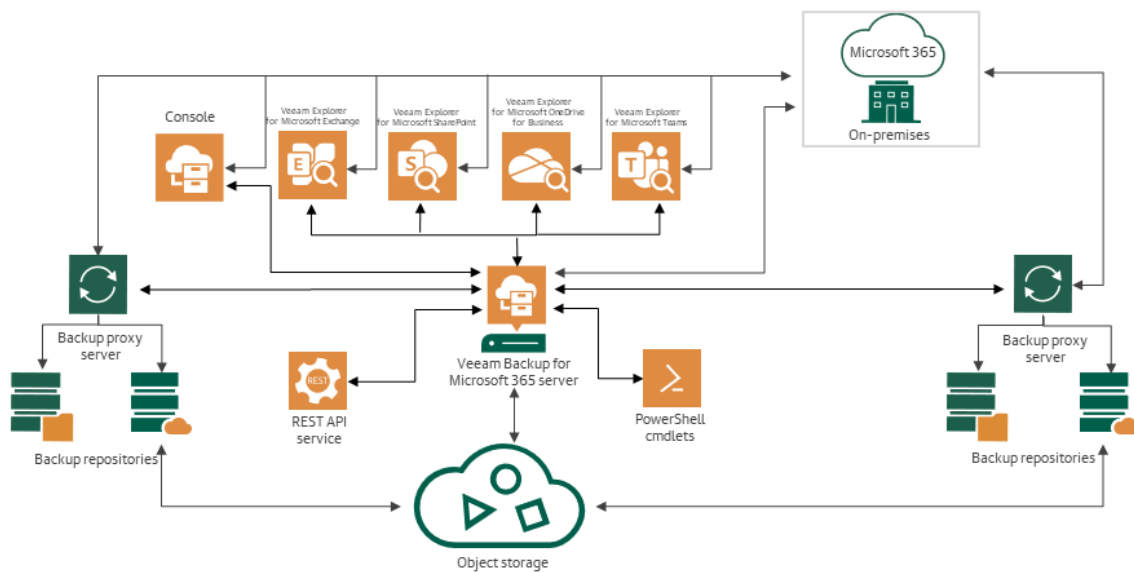 Microsoft 365
On-premises
Console
Veeam Explorer
for Microsoft Exchange
Veeam Explorer
for Microsoft SharePoint
Veeam Explorer
for Microsoft OneDrive
for Business
Veeam Explorer
for Microsoft Teams
E
S
T
Backup proxy
server
Backup repositories
REST
REST API
service
Veeam Backup for
Microsoft 365 server
PowerShell
cmdlets
Backup proxy
server
Backup repositories
Object storage